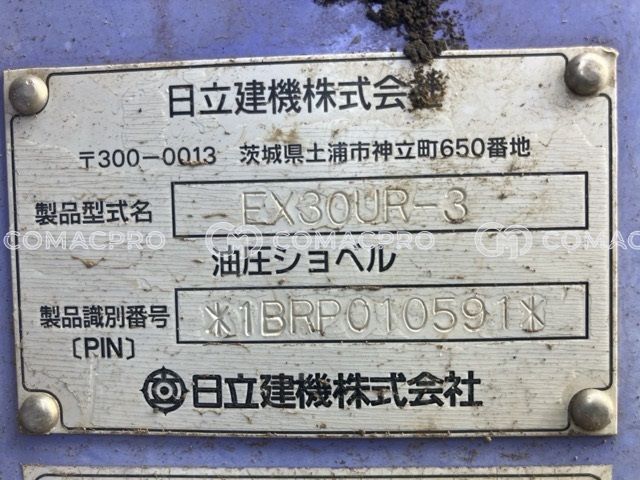 日立建機株式会社
〒300-0013 茨城県土浦市神立町650番地
製品型式名 EX30UR-3
油圧ショベル
製品識別番号 *1BRP010591*
〔PIN〕
日立建機株式会社
COMACPRO COMACPRO COMACPRO